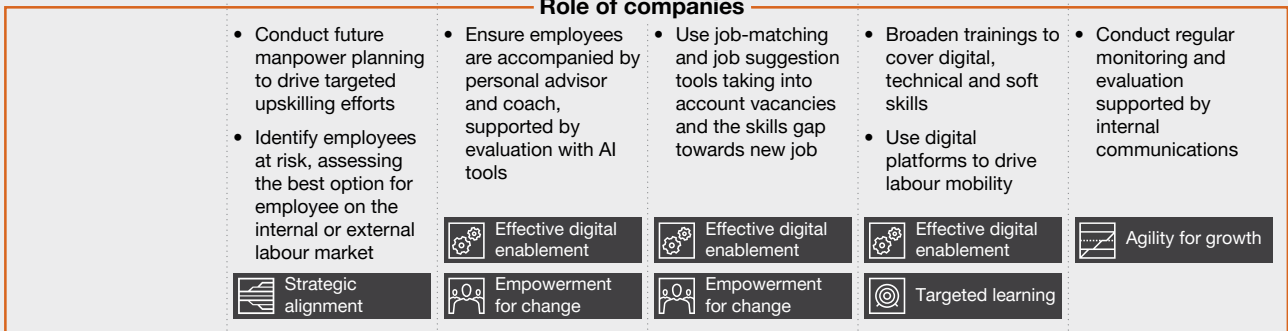 Role of companies
• Conduct future
manpower planning
to drive targeted
upskilling efforts
• Identify employees
at risk, assessing
the best option for
employee on the
internal or external
labour market
Strategic
alignment
• Ensure employees
are accompanied by
personal advisor
and coach,
supported by
evaluation with AI
tools
Effective digital
enablement
Empowerment
for change
• Use job-matching
and job suggestion
tools taking into
account vacancies
and the skills gap
towards new job
Effective digital
enablement
Empowerment
for change
• Broaden trainings to
cover digital,
technical and soft
skills
• Use digital
platforms to drive
labour mobility
Effective digital
enablement
Targeted learning
• Conduct regular
monitoring and
evaluation
supported by
internal
communications
Agility for growth